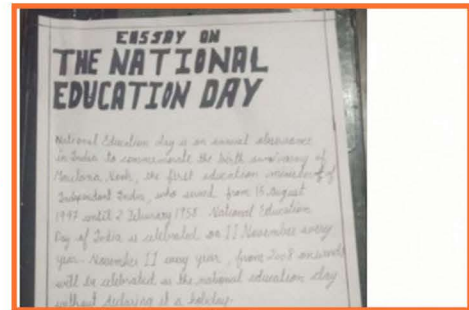 ESSJBY ON
THE NATIONAL
EDUCATION DAY
National Education day is an annual observance
in India to commemorate the birth anniversary of
Maulana, the first education minister of
Independent India, who served from 15 August
1947 until 2 February 1958. National Education
Day of India is celebrated on 11 November every
year. November 11 every year, from 2008 onwards
will be celebrated as the national education day
without declaring it a holiday.